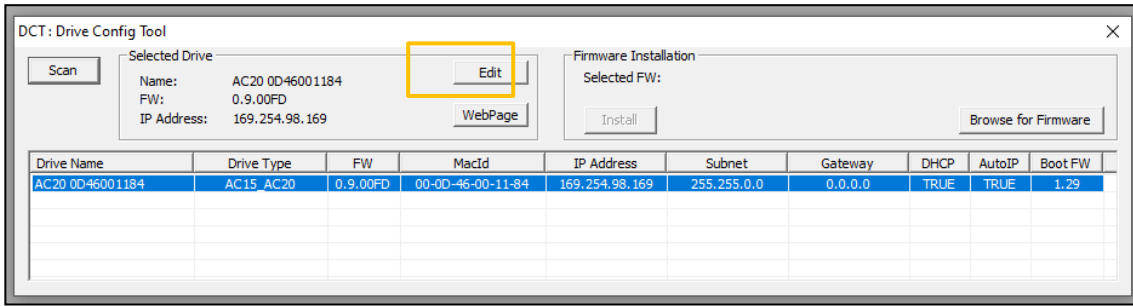 DCT : Drive Config Tool
Scan
Selected Drive
Name: AC20 0D46001184
FW: 0.9.00FD
IP Address: 169.254.98.169
Edit
WebPage
Firmware Installation
Selected FW:
Install
Browse for Firmware
Drive Name Drive Type FW MacId IP Address Subnet Gateway DHCP AutoIP Boot FW
AC20 0D46001184 AC15_AC20 0.9.00FD 00-0D-46-00-11-84 169.254.98.169 255.255.0.0 0.0.0.0 TRUE TRUE 1.29